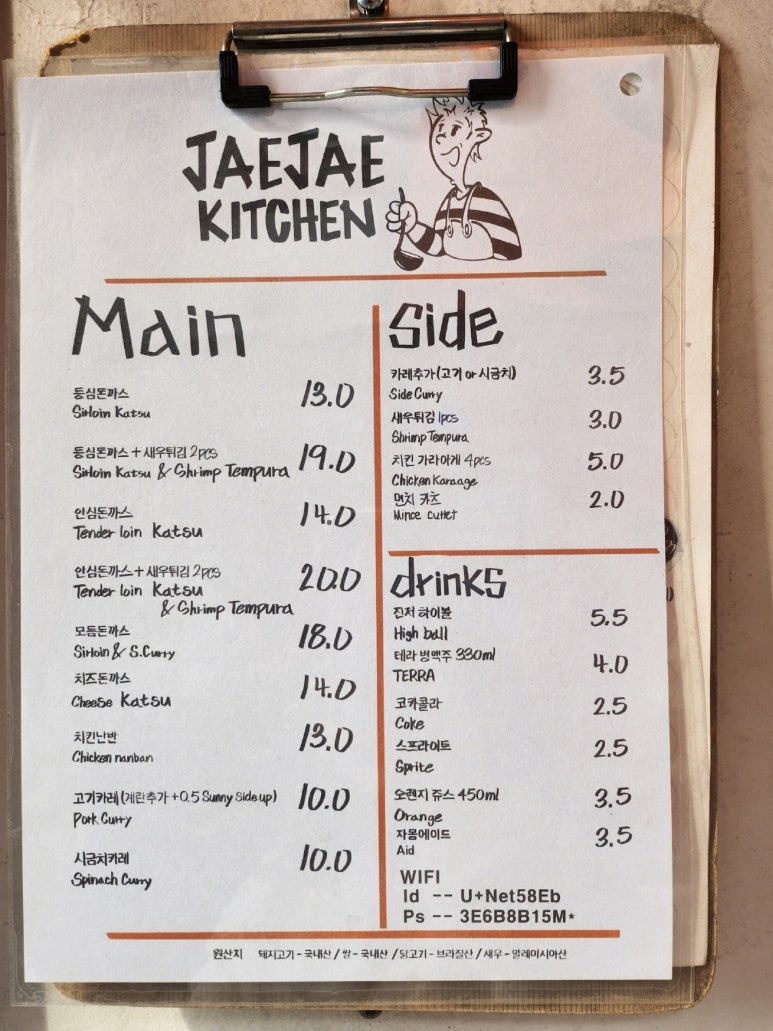 JAEJAE
KITCHEN
Main
등심돈까스 13.0
Sirloin Katsu
등심돈까스 + 새우튀김 2pcs 19.0
Sirloin Katsu & Shrimp Tempura
안심돈까스 14.0
Tender loin Katsu
안심돈까스 + 새우튀김 2pcs 20.0
Tender loin Katsu
& Shrimp Tempura
모듬돈까스 18.0
Sirloin & S.Curry
치즈돈까스 14.0
Cheese Katsu
치킨난반 13.0
Chicken nanban
고기카레 (계란추가 +0.5 Sunny Side up) 10.0
Pork Curry
시금치카레 10.0
Spinach Curry
Side
카레추가 (고기 or 시금치) 3.5
Side Curry
새우튀김 1pcs 3.0
Shrimp Tempura
치킨 가라아게 4pcs 5.0
Chicken Karaage
먼치 카츠 2.0
Mince Cutlet
drinks
진저 하이볼 5.5
High ball
테라 병맥주 330ml 4.0
TERRA
코카콜라 2.5
Coke
스프라이트 2.5
Sprite
오렌지 쥬스 450ml 3.5
Orange
자몽에이드 3.5
Aid
WIFI
Id -- U+Net58Eb
Ps -- 3E6B8B15M*
원산지 돼지고기 - 국내산 / 쌀 - 국내산 / 닭고기 - 브라질산 / 새우 - 말레이시아산